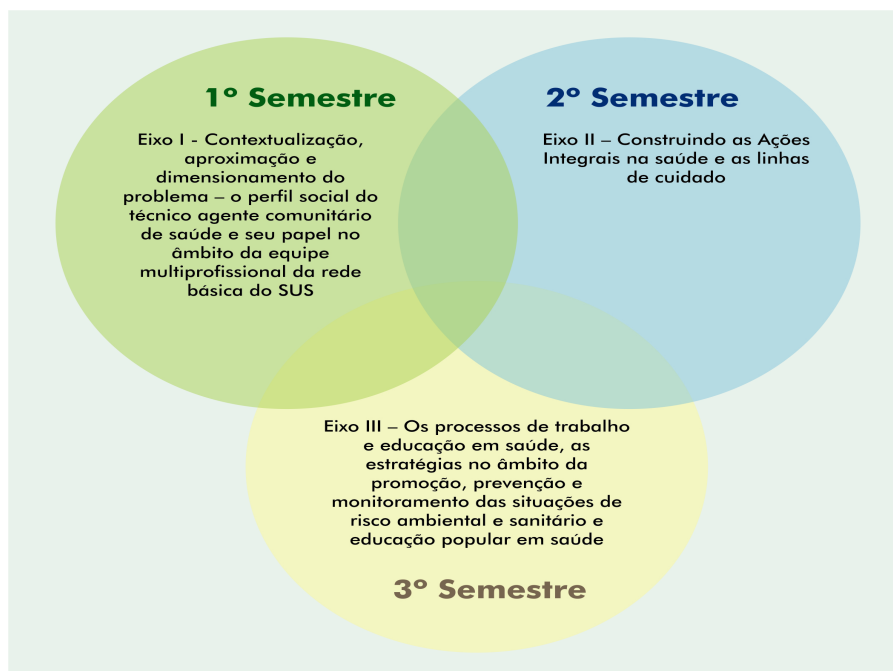 1º Semestre
Eixo I - Contextualização,
aproximação e
dimensionamento do
problema – o perfil social do
técnico agente comunitário
de saúde e seu papel no
âmbito da equipe
multiprofissional da rede
básica do SUS
2º Semestre
Eixo II – Construindo as Ações
Integrais na saúde e as linhas
de cuidado
Eixo III – Os processos de trabalho
e educação em saúde, as
estratégias no âmbito da
promoção, prevenção e
monitoramento das situações de
risco ambiental e sanitário e
educação popular em saúde
3º Semestre